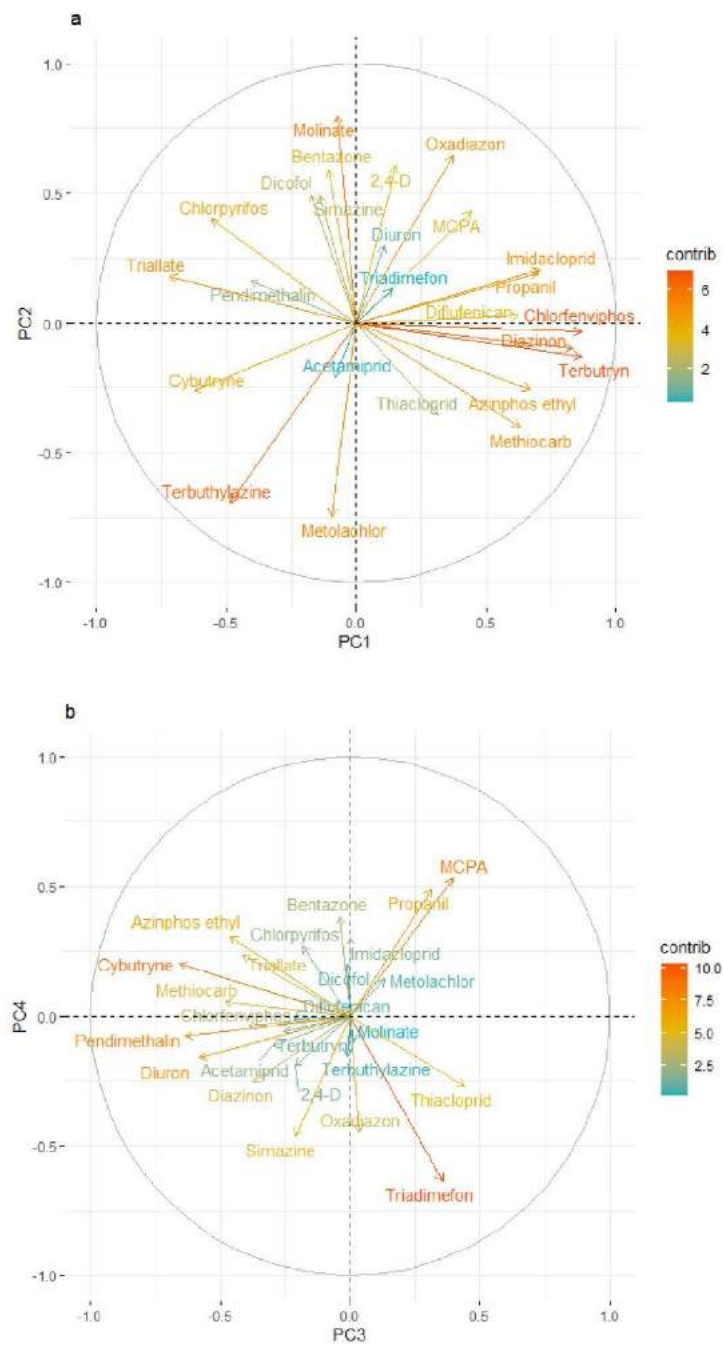 a
1.0
Molinate
Oxadiazon
Bentazone
2,4-D
Dicofol
0.5
Simazine
Chlorpyrifos
MCPA
Diuron
contrib
Triallate
Imidacloprid
6
Triadimefon
Pendimethalin
Propanil
PC2
Diflufenican
Chlorfenviphos
4
0.0
Diazinon
Acetamiprid
Terbutryn
2
Cybutryne
Thiacloprid
Azinphos ethyl
Methiocarb
-0.5
Terbuthylazine
Metolachlor
-1.0
-1.0 -0.5 0.0 0.5 1.0
PC1
b
1.0
MCPA
0.5
Bentazone
Propanil
Azinphos ethyl
Chlorpyrifos
contrib
Imidacloprid
10.0
Cybutryne
Triallate
Dicofol
Metolachlor
7.5
Methiocarb
Diflufenican
PC4
Chlorfenviphos
0.0
5.0
Pendimethalin
Molinate
Terbutryn
2.5
Diuron
Acetamiprid
Terbuthylazine
Diazinon
2,4-D
Thiacloprid
Oxadiazon
Simazine
-0.5
Triadimefon
-1.0
-1.0 -0.5 0.0 0.5 1.0
PC3